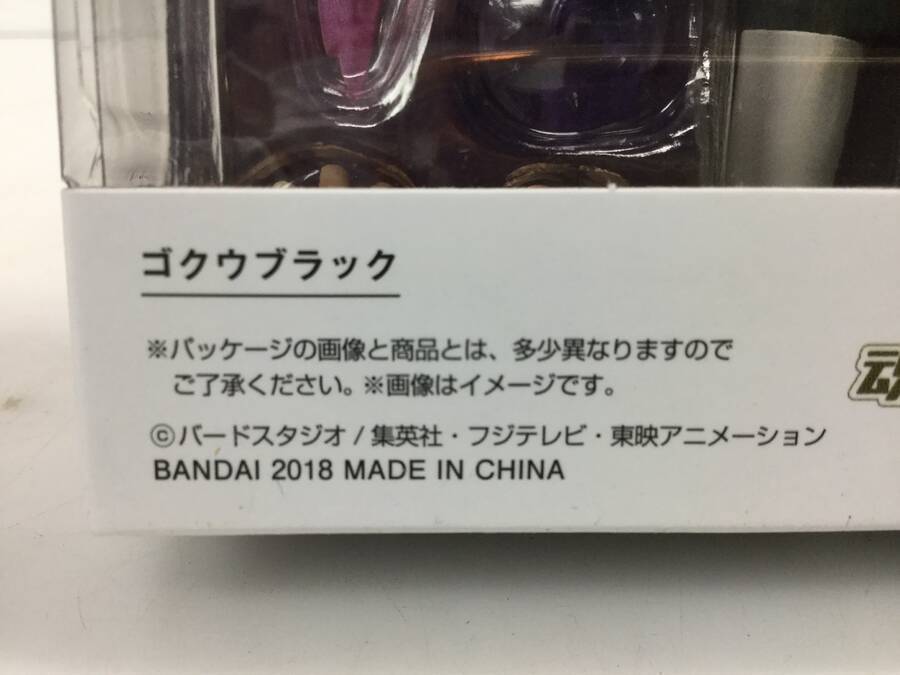 ゴクウブラック
※パッケージの画像と商品とは、多少異なりますので
ご了承ください。※画像はイメージです。
©バードスタジオ / 集英社・フジテレビ・東映アニメーション
BANDAI 2018 MADE IN CHINA